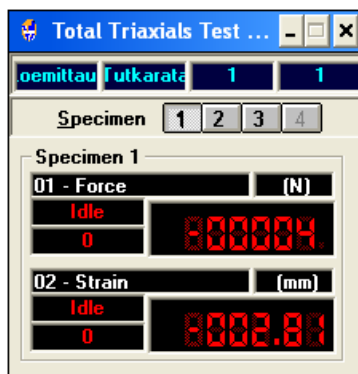 Total Triaxials Test ...
oemittau Tutkarata 1 1
Specimen 1 2 3 4
Specimen 1
01 - Force (N)
Idle
0
-00004.
02 - Strain (mm)
Idle
0
-002.81